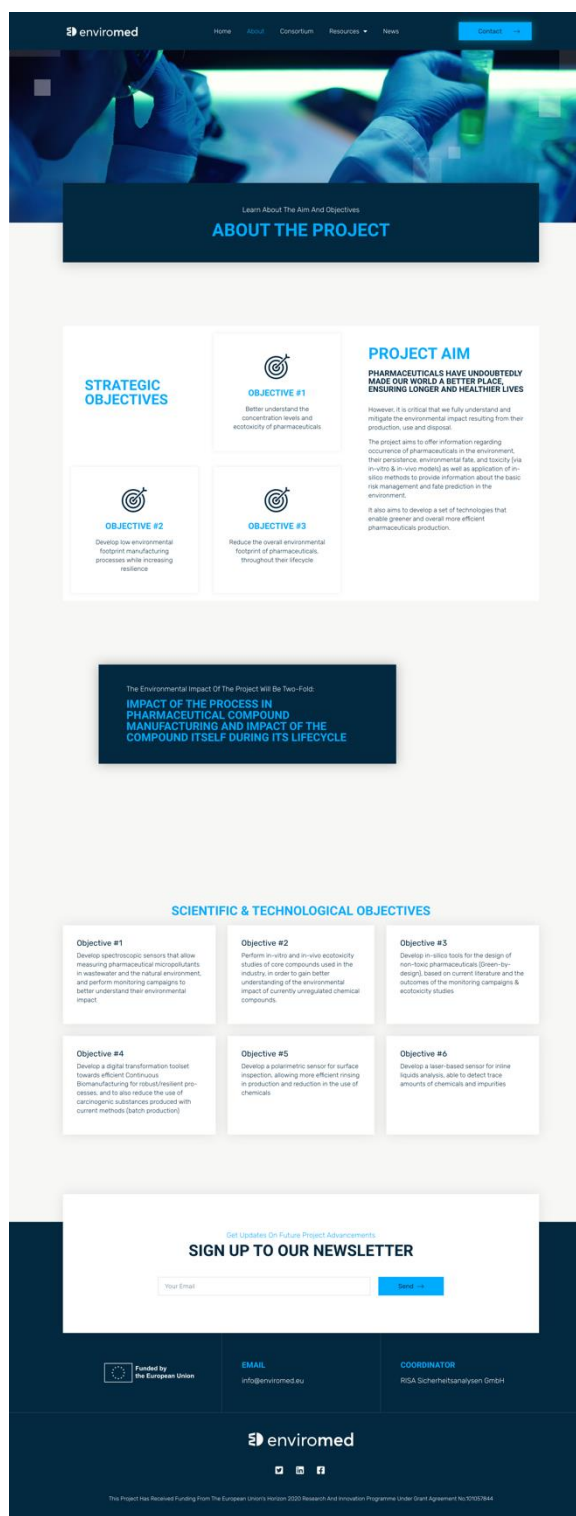 enviromed
Home About Consortium Resources News Contact
Learn About The Aim And Objectives
ABOUT THE PROJECT
STRATEGIC
OBJECTIVES
OBJECTIVE #1
Better understand the
concentration levels and
ecotoxicity of pharmaceuticals
OBJECTIVE #2
Develop low environmental
footprint manufacturing
processes while increasing
resilience
OBJECTIVE #3
Reduce the overall environmental
footprint of pharmaceuticals,
throughout their lifecycle
PROJECT AIM
PHARMACEUTICALS HAVE UNDOUBTEDLY
MADE OUR WORLD A BETTER PLACE,
ENSURING LONGER AND HEALTHIER LIVES
However, it is critical that we fully understand and
mitigate the environmental impact resulting from their
production, use and disposal.
The project aims to offer information regarding
occurrence of pharmaceuticals in the environment,
their persistence, environmental fate, and toxicity (via
in-vitro & in-vivo models) as well as application of in-
silico methods to provide information about the basic
risk management and fate prediction in the
environment.
It also aims to develop a set of technologies that
enable greener and overall more efficient
pharmaceuticals production.
The Environmental Impact Of The Project Will Be Two-Fold:
IMPACT OF THE PROCESS IN
PHARMACEUTICAL COMPOUND
MANUFACTURING AND IMPACT OF THE
COMPOUND ITSELF DURING ITS LIFECYCLE
SCIENTIFIC & TECHNOLOGICAL OBJECTIVES
Objective #1
Develop spectroscopic sensors that allow
measuring pharmaceutical micropollutants
in wastewater and the natural environment,
and perform monitoring campaigns to
better understand their environmental
impact.
Objective #2
Perform in-vitro and in-vivo ecotoxicity
studies of core compounds used in the
industry, in order to gain better
understanding of the environmental
impact of currently unregulated chemical
compounds.
Objective #3
Develop in-silico tools for the design of
non-toxic pharmaceuticals (Green-by-
design), based on current literature and the
outcomes of the monitoring campaigns &
ecotoxicity studies
Objective #4
Develop a digital transformation toolset
towards efficient Continuous
Biomanufacturing for robust/resilient pro-
cesses, and to also reduce the use of
carcinogenic substances produced with
current methods (batch production)
Objective #5
Develop a polarimetric sensor for surface
inspection, allowing more efficient rinsing
in production and reduction in the use of
chemicals
Objective #6
Develop a laser-based sensor for inline
liquids analysis, able to detect trace
amounts of chemicals and impurities
Get Updates On Future Project Advancements
SIGN UP TO OUR NEWSLETTER
Your Email
Send
Funded by
the European Union
EMAIL
info@enviromed.eu
COORDINATOR
RISA Sicherheitsanalysen GmbH
enviromed
This Project Has Received Funding From The European Union's Horizon 2020 Research And Innovation Programme Under Grant Agreement No.101057844